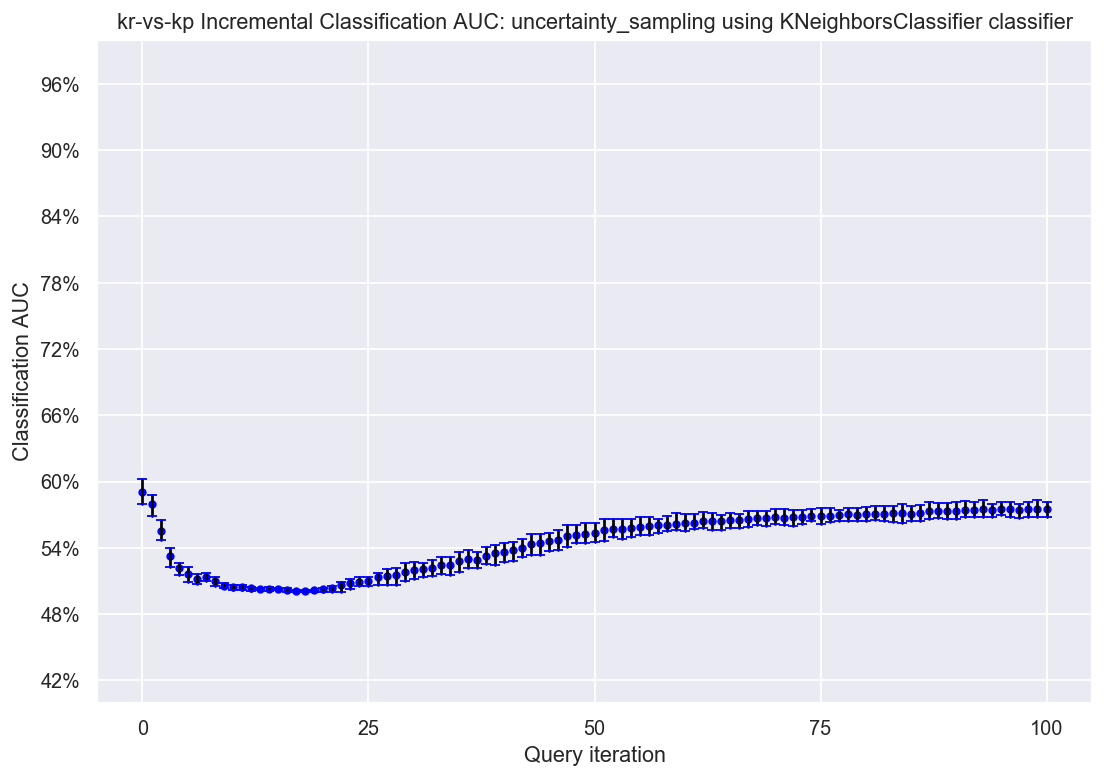 kr-vs-kp Incremental Classification AUC: uncertainty_sampling using KNeighborsClassifier classifier
96%
90%
84%
78%
72%
66%
60%
54%
48%
42%
Classification AUC
0 25 50 75 100
Query iteration